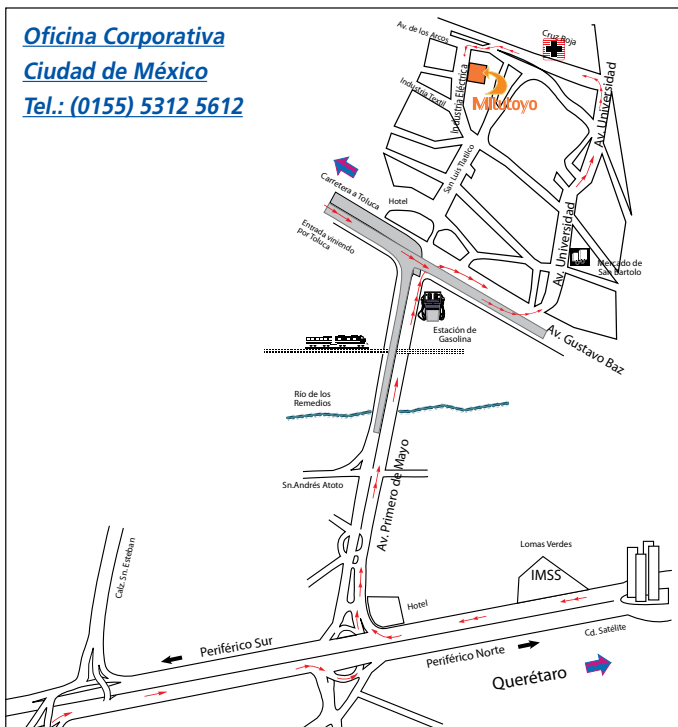 Oficina Corporativa
Ciudad de México
Tel.: (0155) 5312 5612
Av. de los Arcos
Cruz Roja
Industria Eléctrica
Industria Textil
Mitutoyo
Av. Universidad
San Luis Tlatilco
Carretera a Toluca
Hotel
Entrada viniendo
por Toluca
Av. Universidad
Mercado de
San Bartolo
Estación de
Gasolina
Av. Gustavo Baz
Río de los
Remedios
Av. Primero de Mayo
Sn.Andrés Atoto
Calz. Sn. Esteban
Lomas Verdes
IMSS
Hotel
Periférico Sur
Cd. Satélite
Periférico Norte
Querétaro